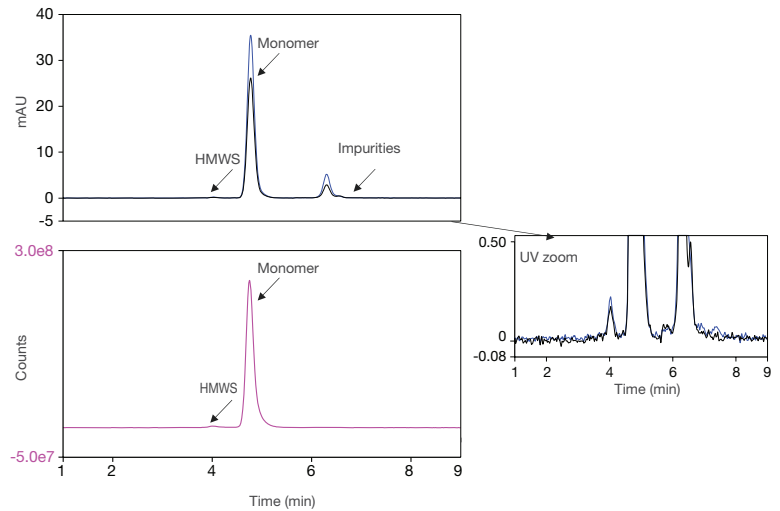 40
30
20
10
0
-5
mAU
Monomer
HMWS
Impurities
3.0e8
-5.0e7
Counts
Monomer
HMWS
1 2 4 6 8 9
Time (min)
UV zoom
0.50
0
-0.08
1 2 4 6 8 9
Time (min)